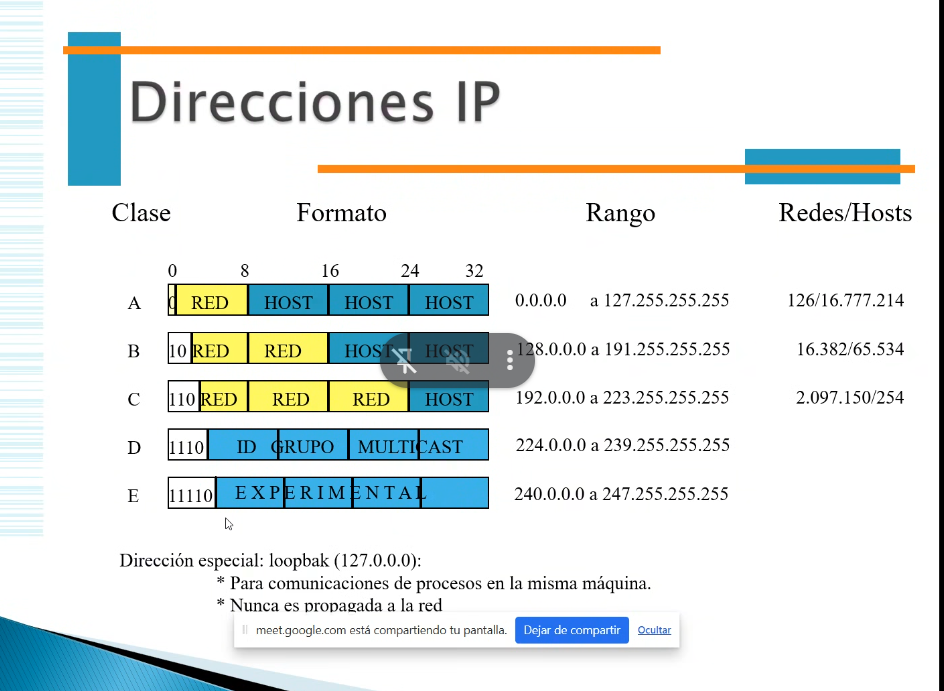 Direcciones IP
Clase Formato Rango Redes/Hosts
0 8 16 24 32
A 0 RED HOST HOST HOST 0.0.0.0 a 127.255.255.255 126/16.777.214
B 10 RED RED HOST HOST 128.0.0.0 a 191.255.255.255 16.382/65.534
C 110 RED RED RED HOST 192.0.0.0 a 223.255.255.255 2.097.150/254
D 1110 ID GRUPO MULTICAST 224.0.0.0 a 239.255.255.255
E 11110 EXPERIMENTAL 240.0.0.0 a 247.255.255.255
Dirección especial: loopbak (127.0.0.0):
* Para comunicaciones de procesos en la misma máquina.
* Nunca es propagada a la red
meet.google.com está compartiendo tu pantalla. Dejar de compartir Ocultar